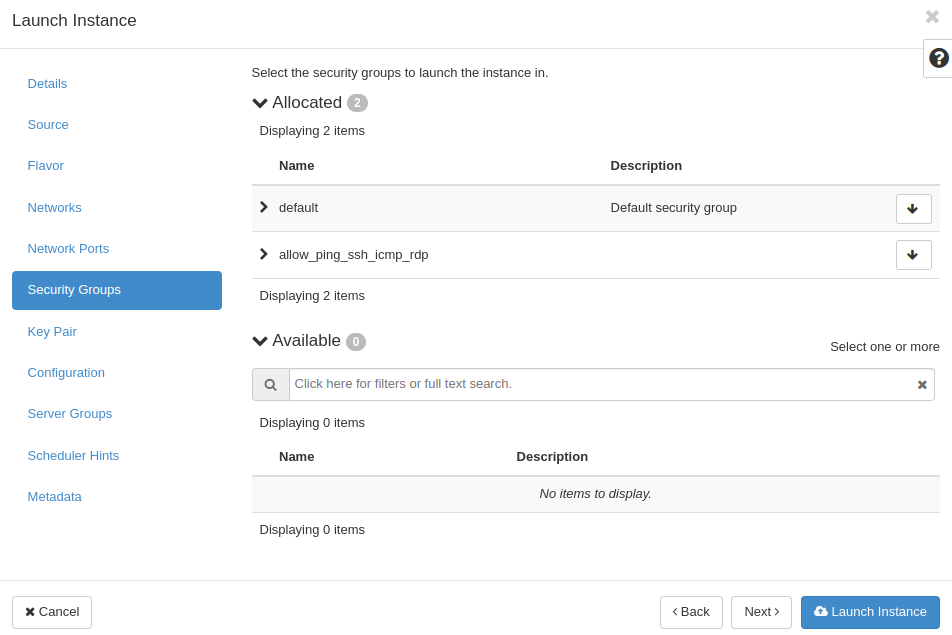 Launch Instance
Details
Source
Flavor
Networks
Network Ports
Security Groups
Key Pair
Configuration
Server Groups
Scheduler Hints
Metadata
Select the security groups to launch the instance in.
Allocated 2
Displaying 2 items
Name Description
default Default security group
allow_ping_ssh_icmp_rdp
Displaying 2 items
Available 0
Select one or more
Click here for filters or full text search.
Displaying 0 items
Name Description
No items to display.
Displaying 0 items
Cancel
Back
Next
Launch Instance